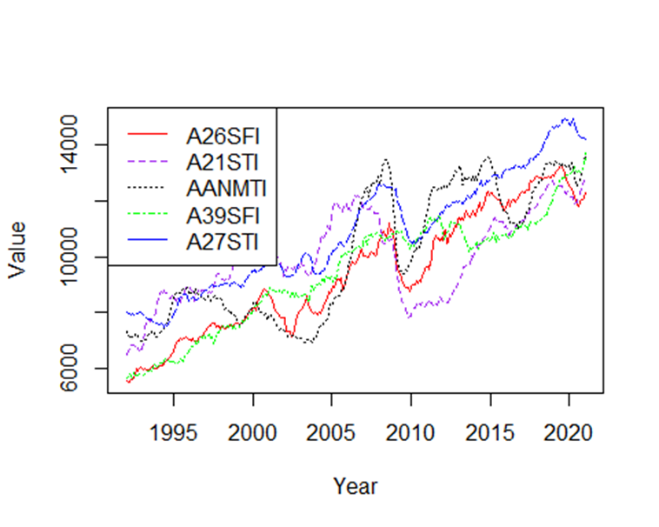 A26SFI
A21STI
AANMTI
A39SFI
A27STI
14000
10000
6000
Value
1995 2000 2005 2010 2015 2020
Year